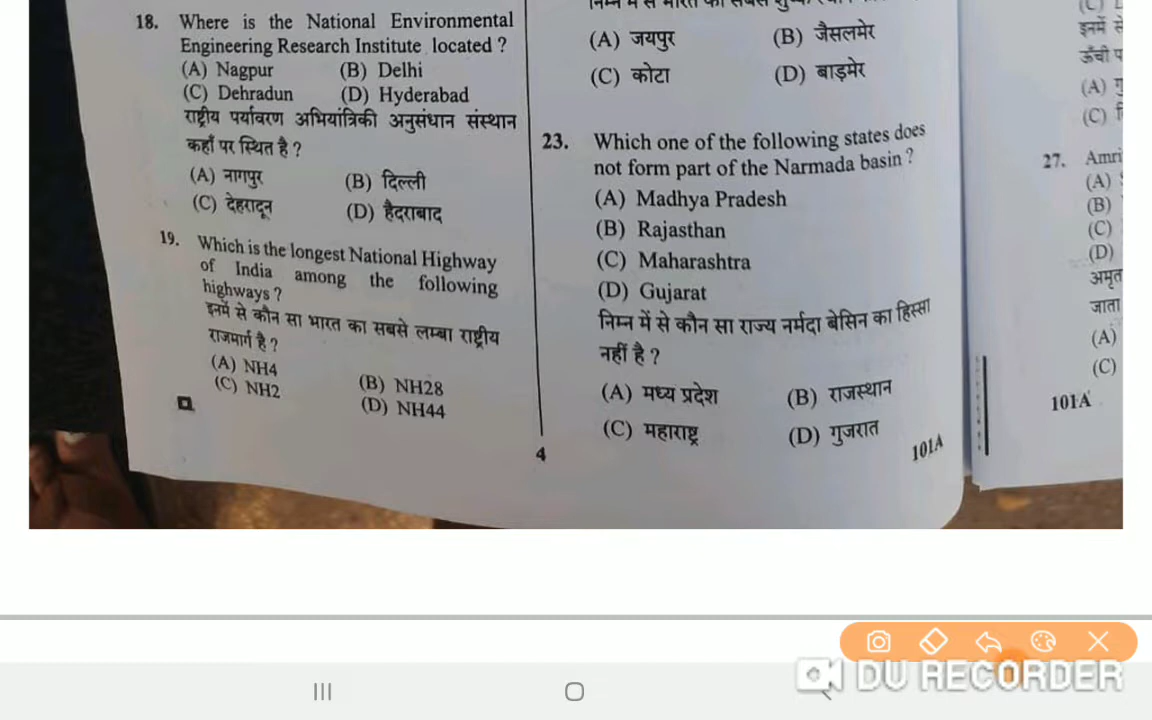 18. Where is the National Environmental
Engineering Research Institute located ?
(A) Nagpur (B) Delhi
(C) Dehradun (D) Hyderabad
राष्ट्रीय पर्यावरण अभियांत्रिकी अनुसंधान संस्थान
कहाँ पर स्थित है ?
(A) नागपुर (B) दिल्ली
(C) देहरादून (D) हैदराबाद
19. Which is the longest National Highway
of India among the following
highways ?
इनमें से कौन सा भारत का सबसे लम्बा राष्ट्रीय
राजमार्ग है ?
(A) NH4 (B) NH28
(C) NH2 (D) NH44
4
(A) जयपुर (B) जैसलमेर
(C) कोटा (D) बाड़मेर
23. Which one of the following states does
not form part of the Narmada basin ?
(A) Madhya Pradesh
(B) Rajasthan
(C) Maharashtra
(D) Gujarat
निम्न में से कौन सा राज्य नर्मदा बेसिन का हिस्सा
नहीं है ?
(A) मध्य प्रदेश (B) राजस्थान
(C) महाराष्ट्र (D) गुजरात
101A
इनमें से
ऊँची
(A)
(C)
27.
(A)
(B)
(C)
(D)
जाता
(A)
(C)
101A
DU RECORDER